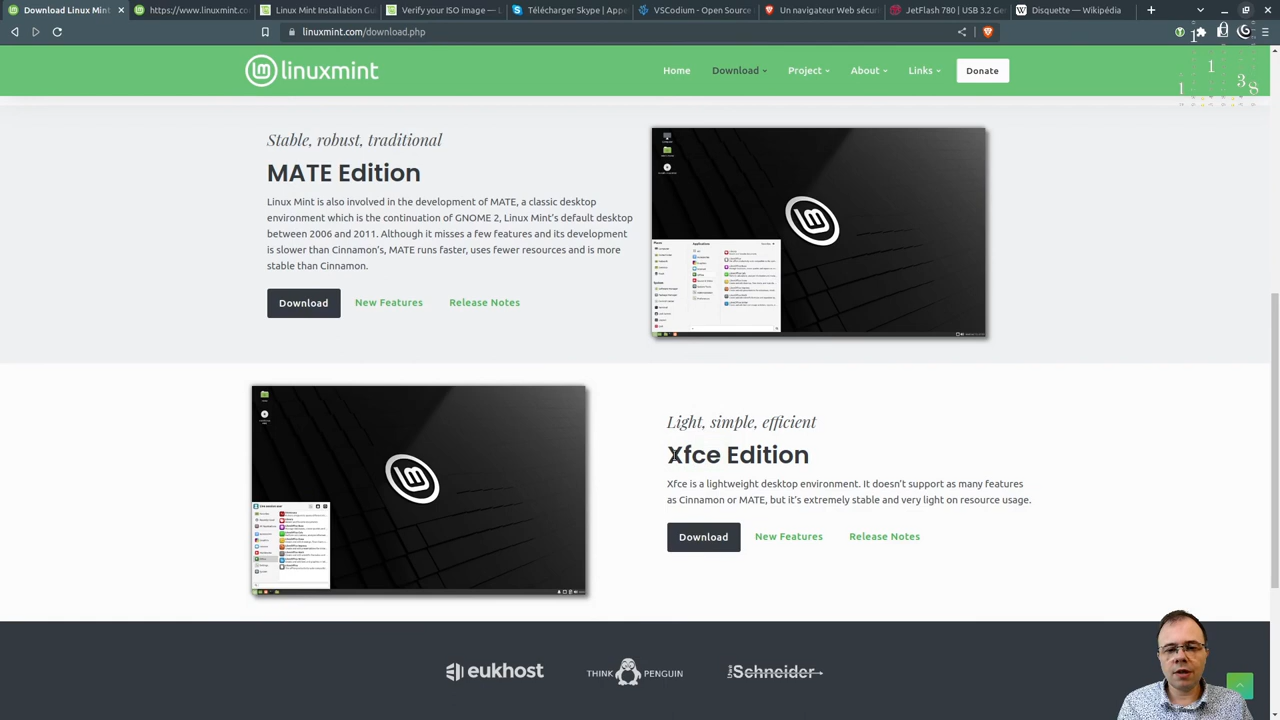 Download Linux Mint
https://www.linuxmint.co
Linux Mint Installation Gu
Verify your ISO image —
Télécharger Skype | Appe
VSCodium - Open Source
Un navigateur Web sécur
JetFlash 780 | USB 3.2 Ge
Disquette — Wikipédia
linuxmint.com/download.php
linuxmint
Home
Download
Project
About
Links
Donate
Stable, robust, traditional
MATE Edition
Linux Mint is also involved in the development of MATE, a classic desktop
environment which is the continuation of GNOME 2, Linux Mint's default desktop
between 2006 and 2011. Although it misses a few features and its development
is slower than Cinnamon's, MATE runs faster, uses fewer resources and is more
stable than Cinnamon.
Download
New Features
Release Notes
Light, simple, efficient
Xfce Edition
Xfce is a lightweight desktop environment. It doesn't support as many features
as Cinnamon or MATE, but it's extremely stable and very light on resource usage.
Download
New Features
Release Notes
eukhost
THINK PENGUIN
Schneider